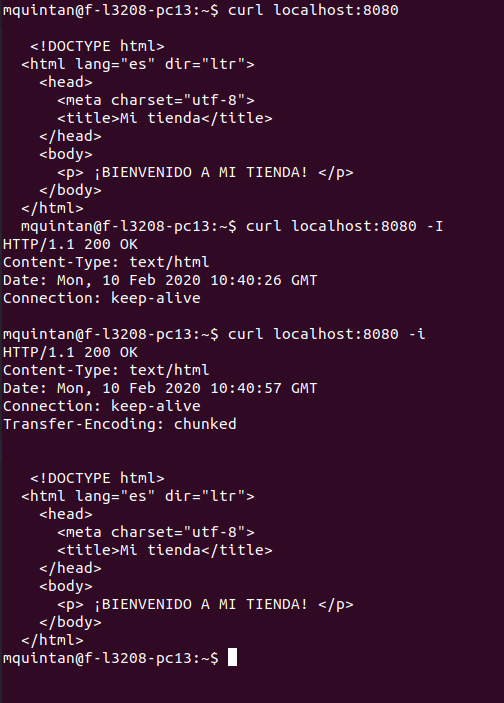 mquintan@f-l3208-pc13:~$ curl localhost:8080
<!DOCTYPE html>
<html lang="es" dir="ltr">
<head>
<meta charset="utf-8">
<title>Mi tienda</title>
</head>
<body>
<p> ¡BIENVENIDO A MI TIENDA! </p>
</body>
</html>
mquintan@f-l3208-pc13:~$ curl localhost:8080 -I
HTTP/1.1 200 OK
Content-Type: text/html
Date: Mon, 10 Feb 2020 10:40:26 GMT
Connection: keep-alive
mquintan@f-l3208-pc13:~$ curl localhost:8080 -i
HTTP/1.1 200 OK
Content-Type: text/html
Date: Mon, 10 Feb 2020 10:40:57 GMT
Connection: keep-alive
Transfer-Encoding: chunked
<!DOCTYPE html>
<html lang="es" dir="ltr">
<head>
<meta charset="utf-8">
<title>Mi tienda</title>
</head>
<body>
<p> ¡BIENVENIDO A MI TIENDA! </p>
</body>
</html>
mquintan@f-l3208-pc13:~$